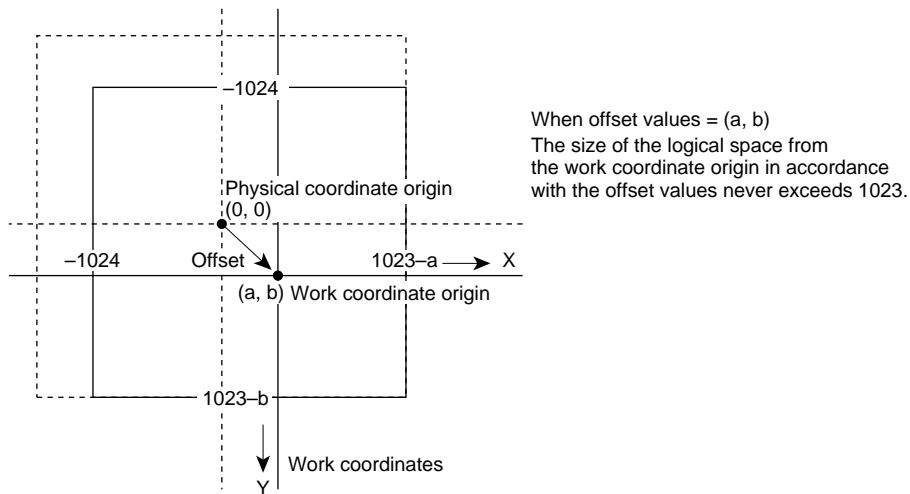 –1024
When offset values = (a, b)
The size of the logical space from
the work coordinate origin in accordance
with the offset values never exceeds 1023.
Physical coordinate origin
(0, 0)
–1024
Offset
1023–a
X
(a, b) Work coordinate origin
1023–b
Work coordinates
Y